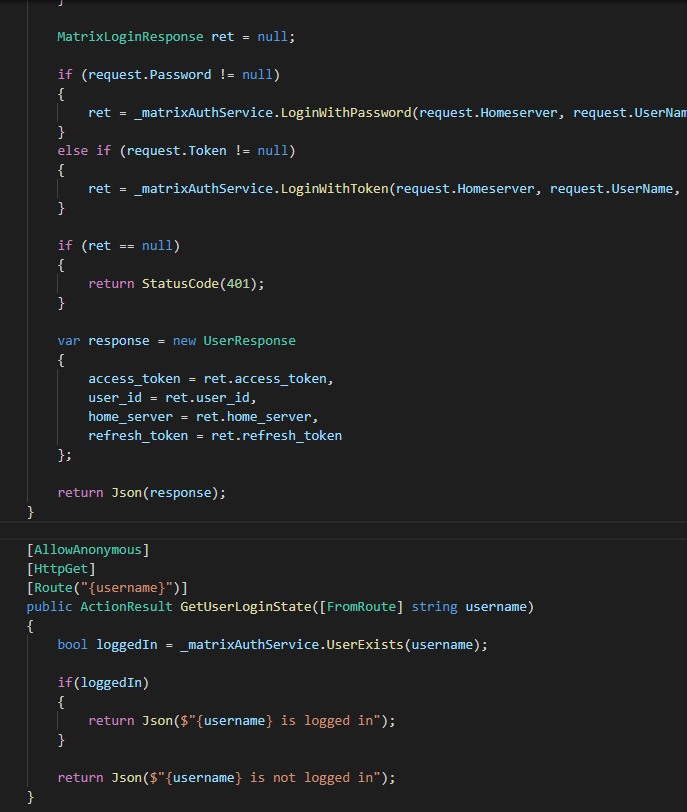 }
MatrixLoginResponse ret = null;
if (request.Password != null)
{
ret = _matrixAuthService.LoginWithPassword(request.Homeserver, request.UserNam
}
else if (request.Token != null)
{
ret = _matrixAuthService.LoginWithToken(request.Homeserver, request.UserName,
}
if (ret == null)
{
return StatusCode(401);
}
var response = new UserResponse
{
access_token = ret.access_token,
user_id = ret.user_id,
home_server = ret.home_server,
refresh_token = ret.refresh_token
};
return Json(response);
}
[AllowAnonymous]
[HttpGet]
[Route("{username}")]
public ActionResult GetUserLoginState([FromRoute] string username)
{
bool loggedIn = _matrixAuthService.UserExists(username);
if(loggedIn)
{
return Json($"{username} is logged in");
}
return Json($"{username} is not logged in");
}